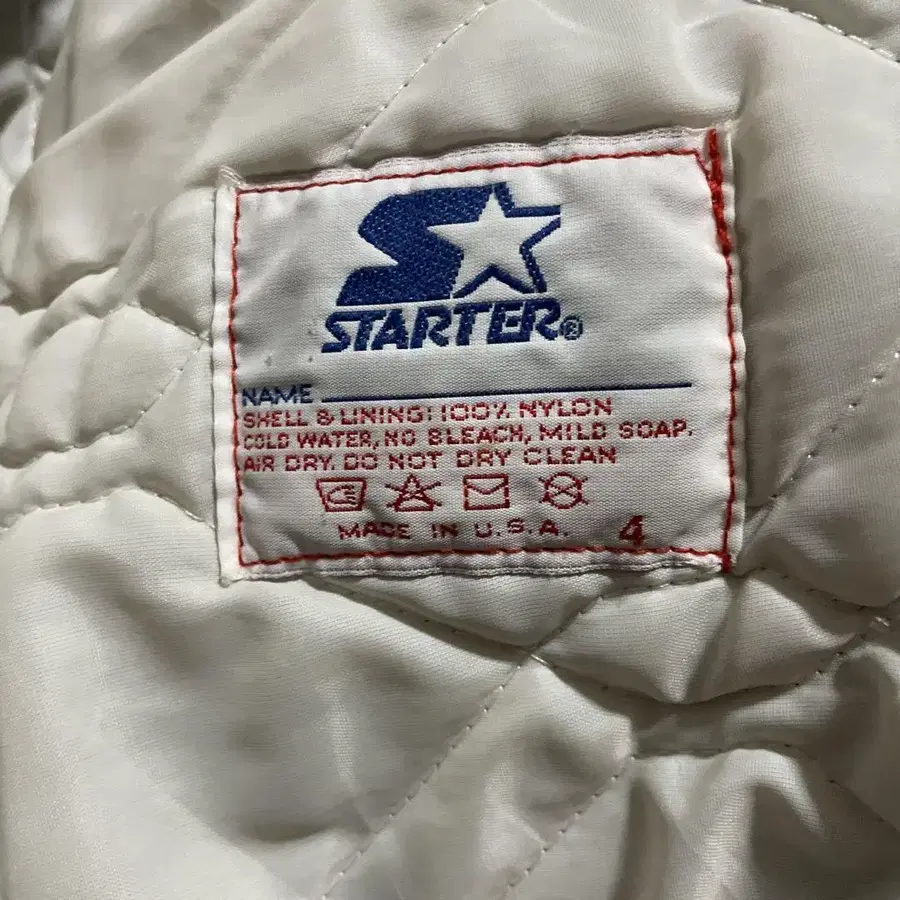 STARTER®
NAME
SHELL & LINING: 100% NYLON
COLD WATER, NO BLEACH, MILD SOAP.
AIR DRY. DO NOT DRY CLEAN
MADE IN U.S.A. 4